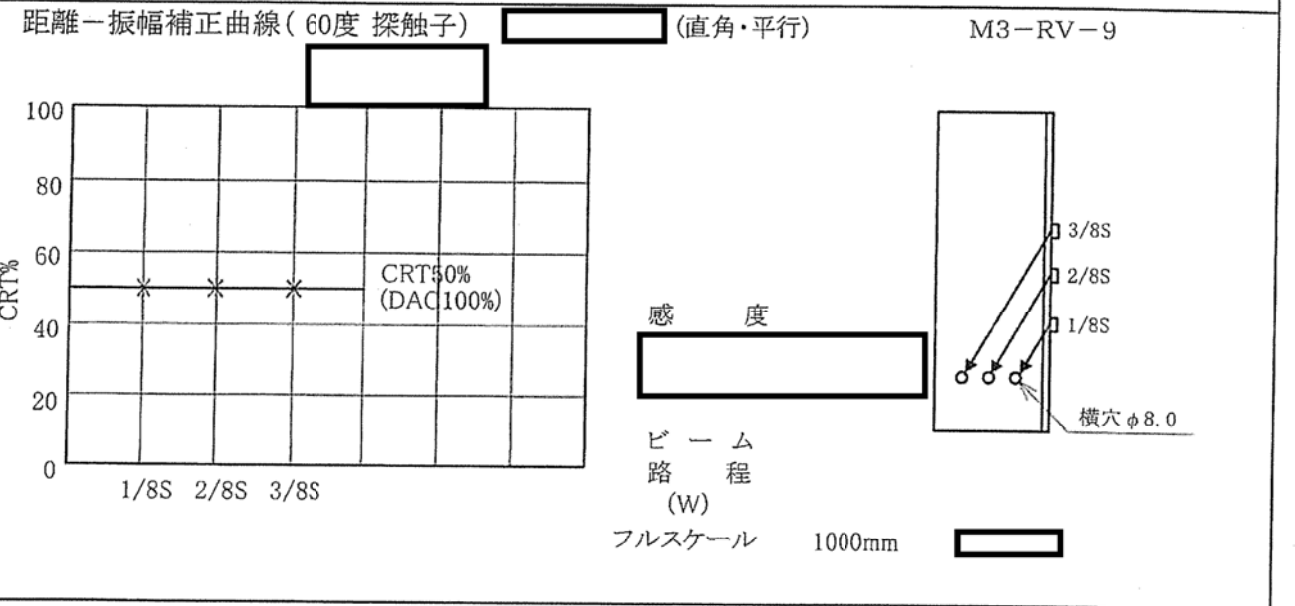 距離－振幅補正曲線( 60度 探触子) (直角・平行) M3－RV－9
100
80
60
40
20
0
CRT%
CRT50%
(DAC100%)
1/8S 2/8S 3/8S
感 度
ビ ー ム
路 程
(W)
フルスケール 1000mm
3/8S
2/8S
1/8S
横穴φ8.0